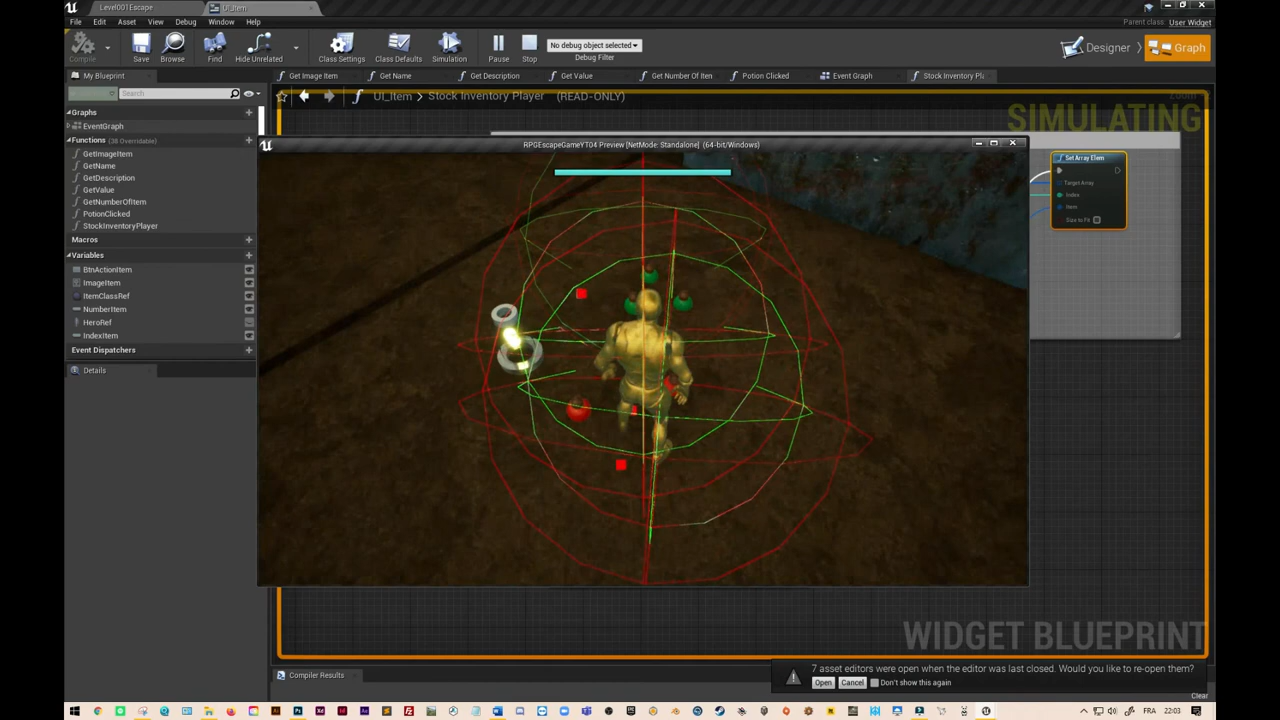 Level001Escape
UI_Item
File Edit Asset View Debug Window Help
Parent class:
User Widget
Compile
Save
Browse
Find
Hide Unrelated
Class Settings
Class Defaults
Simulation
Pause
Stop
No debug object selected
Debug Filter
Designer
Graph
My Blueprint
Get Image Item
Get Name
Get Description
Get Value
Get Number Of Iten
Potion Clicked
Event Graph
Stock Inventory Pla
Search
UI_Item > Stock Inventory Player (READ-ONLY)
SIMULATING
Graphs
EventGraph
Functions (38 Overridable)
GetImageItem
GetName
GetDescription
GetValue
GetNumberOfItem
PotionClicked
StockInventoryPlayer
Macros
Variables
BtnActionItem
ImageItem
ItemClassRef
NumberItem
HeroRef
IndexItem
Event Dispatchers
Details
RPGEscapeGameYT04 Preview [NetMode: Standalone] (64-bit/Windows)
Set Array Elem
Target Array
Index
Item
Size to Fit
WIDGET BLUEPRINT
7 asset editors were open when the editor was last closed. Would you like to re-open them?
Open
Cancel
Don't show this again
Compiler Results
Clear
FRA
22:03